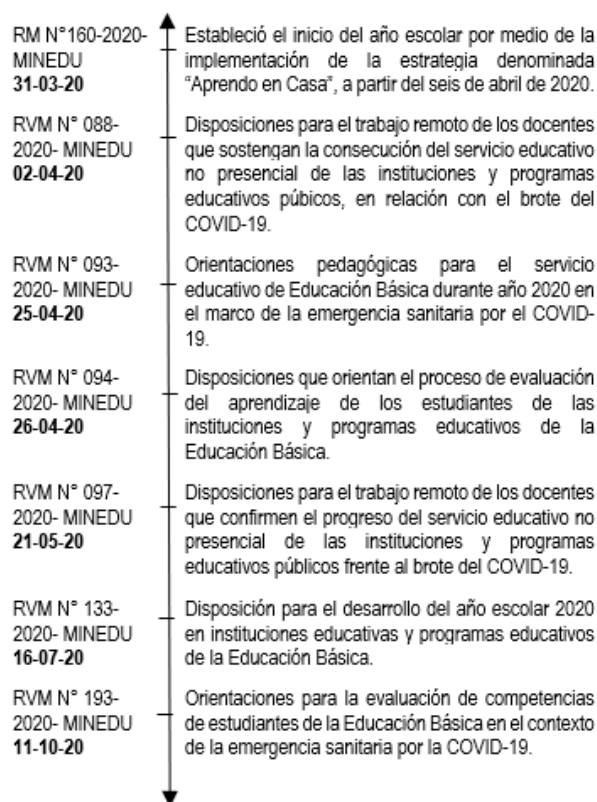 RM N°160-2020-
MINEDU
31-03-20
Estableció el inicio del año escolar por medio de la
implementación de la estrategia denominada
“Aprendo en Casa”, a partir del seis de abril de 2020.
RVM N° 088-
2020- MINEDU
02-04-20
Disposiciones para el trabajo remoto de los docentes
que sostengan la consecución del servicio educativo
no presencial de las instituciones y programas
educativos púbicos, en relación con el brote del
COVID-19.
RVM N° 093-
2020- MINEDU
25-04-20
Orientaciones pedagógicas para el servicio
educativo de Educación Básica durante año 2020 en
el marco de la emergencia sanitaria por el COVID-
19.
RVM N° 094-
2020- MINEDU
26-04-20
Disposiciones que orientan el proceso de evaluación
del aprendizaje de los estudiantes de las
instituciones y programas educativos de la
Educación Básica.
RVM N° 097-
2020- MINEDU
21-05-20
Disposiciones para el trabajo remoto de los docentes
que confirmen el progreso del servicio educativo no
presencial de las instituciones y programas
educativos públicos frente al brote del COVID-19.
RVM N° 133-
2020- MINEDU
16-07-20
Disposición para el desarrollo del año escolar 2020
en instituciones educativas y programas educativos
de la Educación Básica.
RVM N° 193-
2020- MINEDU
11-10-20
Orientaciones para la evaluación de competencias
de estudiantes de la Educación Básica en el contexto
de la emergencia sanitaria por la COVID-19.